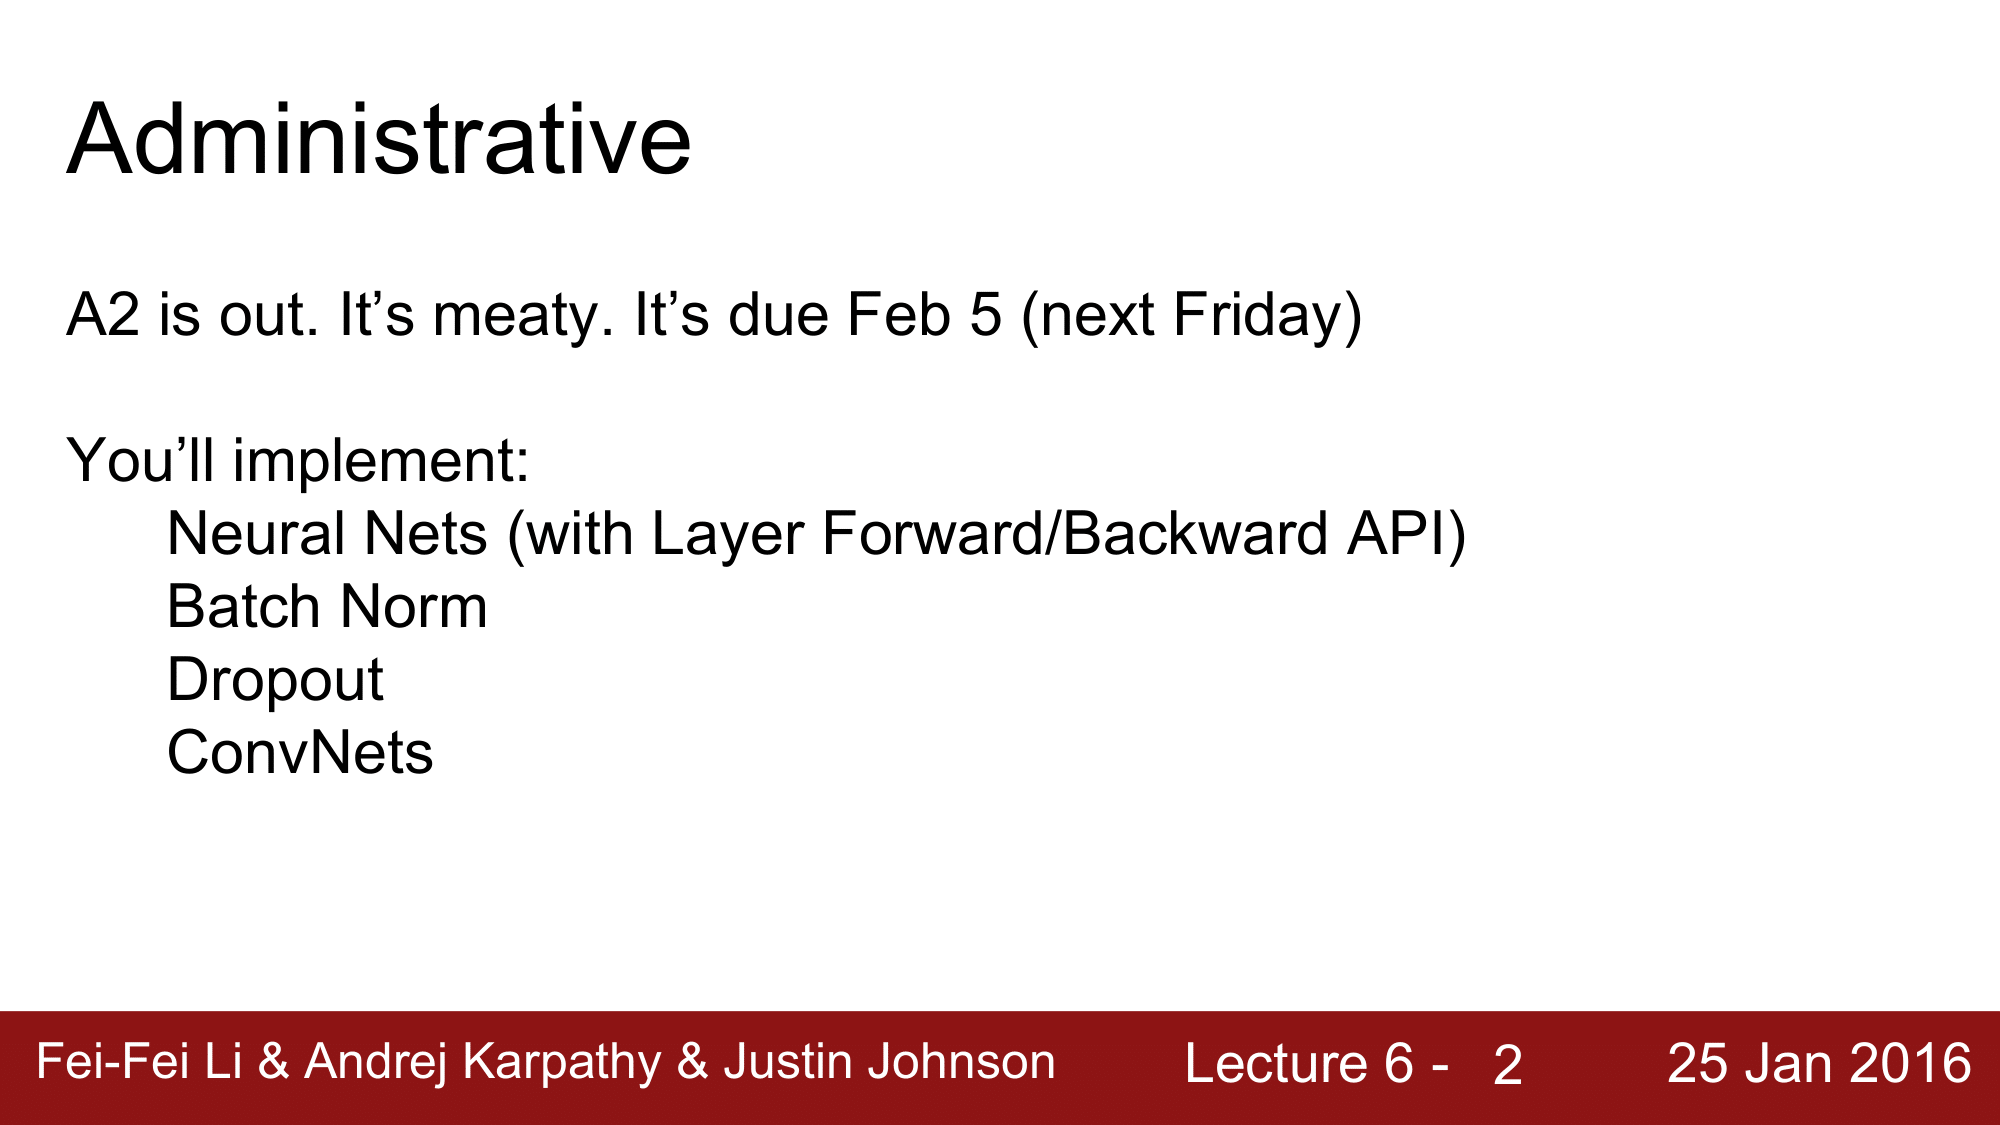 Administrative
A2 is out. It’s meaty. It’s due Feb 5 (next Friday)
You’ll implement:
Neural Nets (with Layer Forward/Backward API)
Batch Norm
Dropout
ConvNets
Fei-Fei Li & Andrej Karpathy & Justin Johnson Lecture 6 - 2 25 Jan 2016